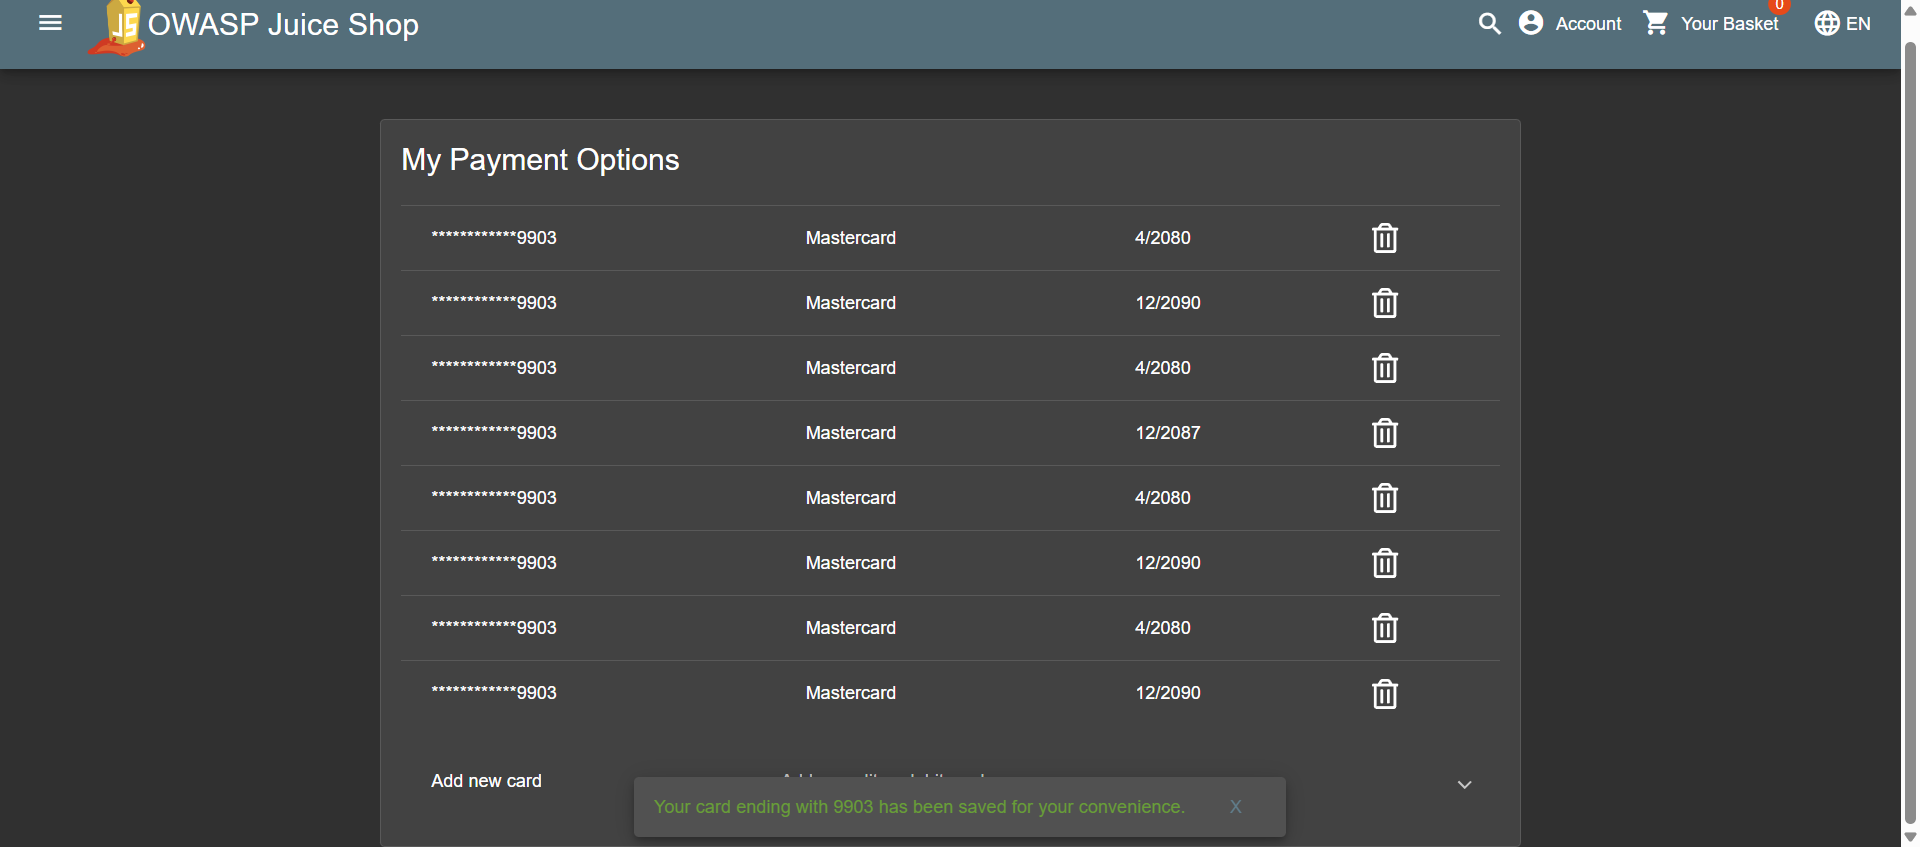 JS OWASP Juice Shop Account Your Basket 0 EN
My Payment Options
************9903 Mastercard 4/2080
************9903 Mastercard 12/2090
************9903 Mastercard 4/2080
************9903 Mastercard 12/2087
************9903 Mastercard 4/2080
************9903 Mastercard 12/2090
************9903 Mastercard 4/2080
************9903 Mastercard 12/2090
Add new card
Your card ending with 9903 has been saved for your convenience. X